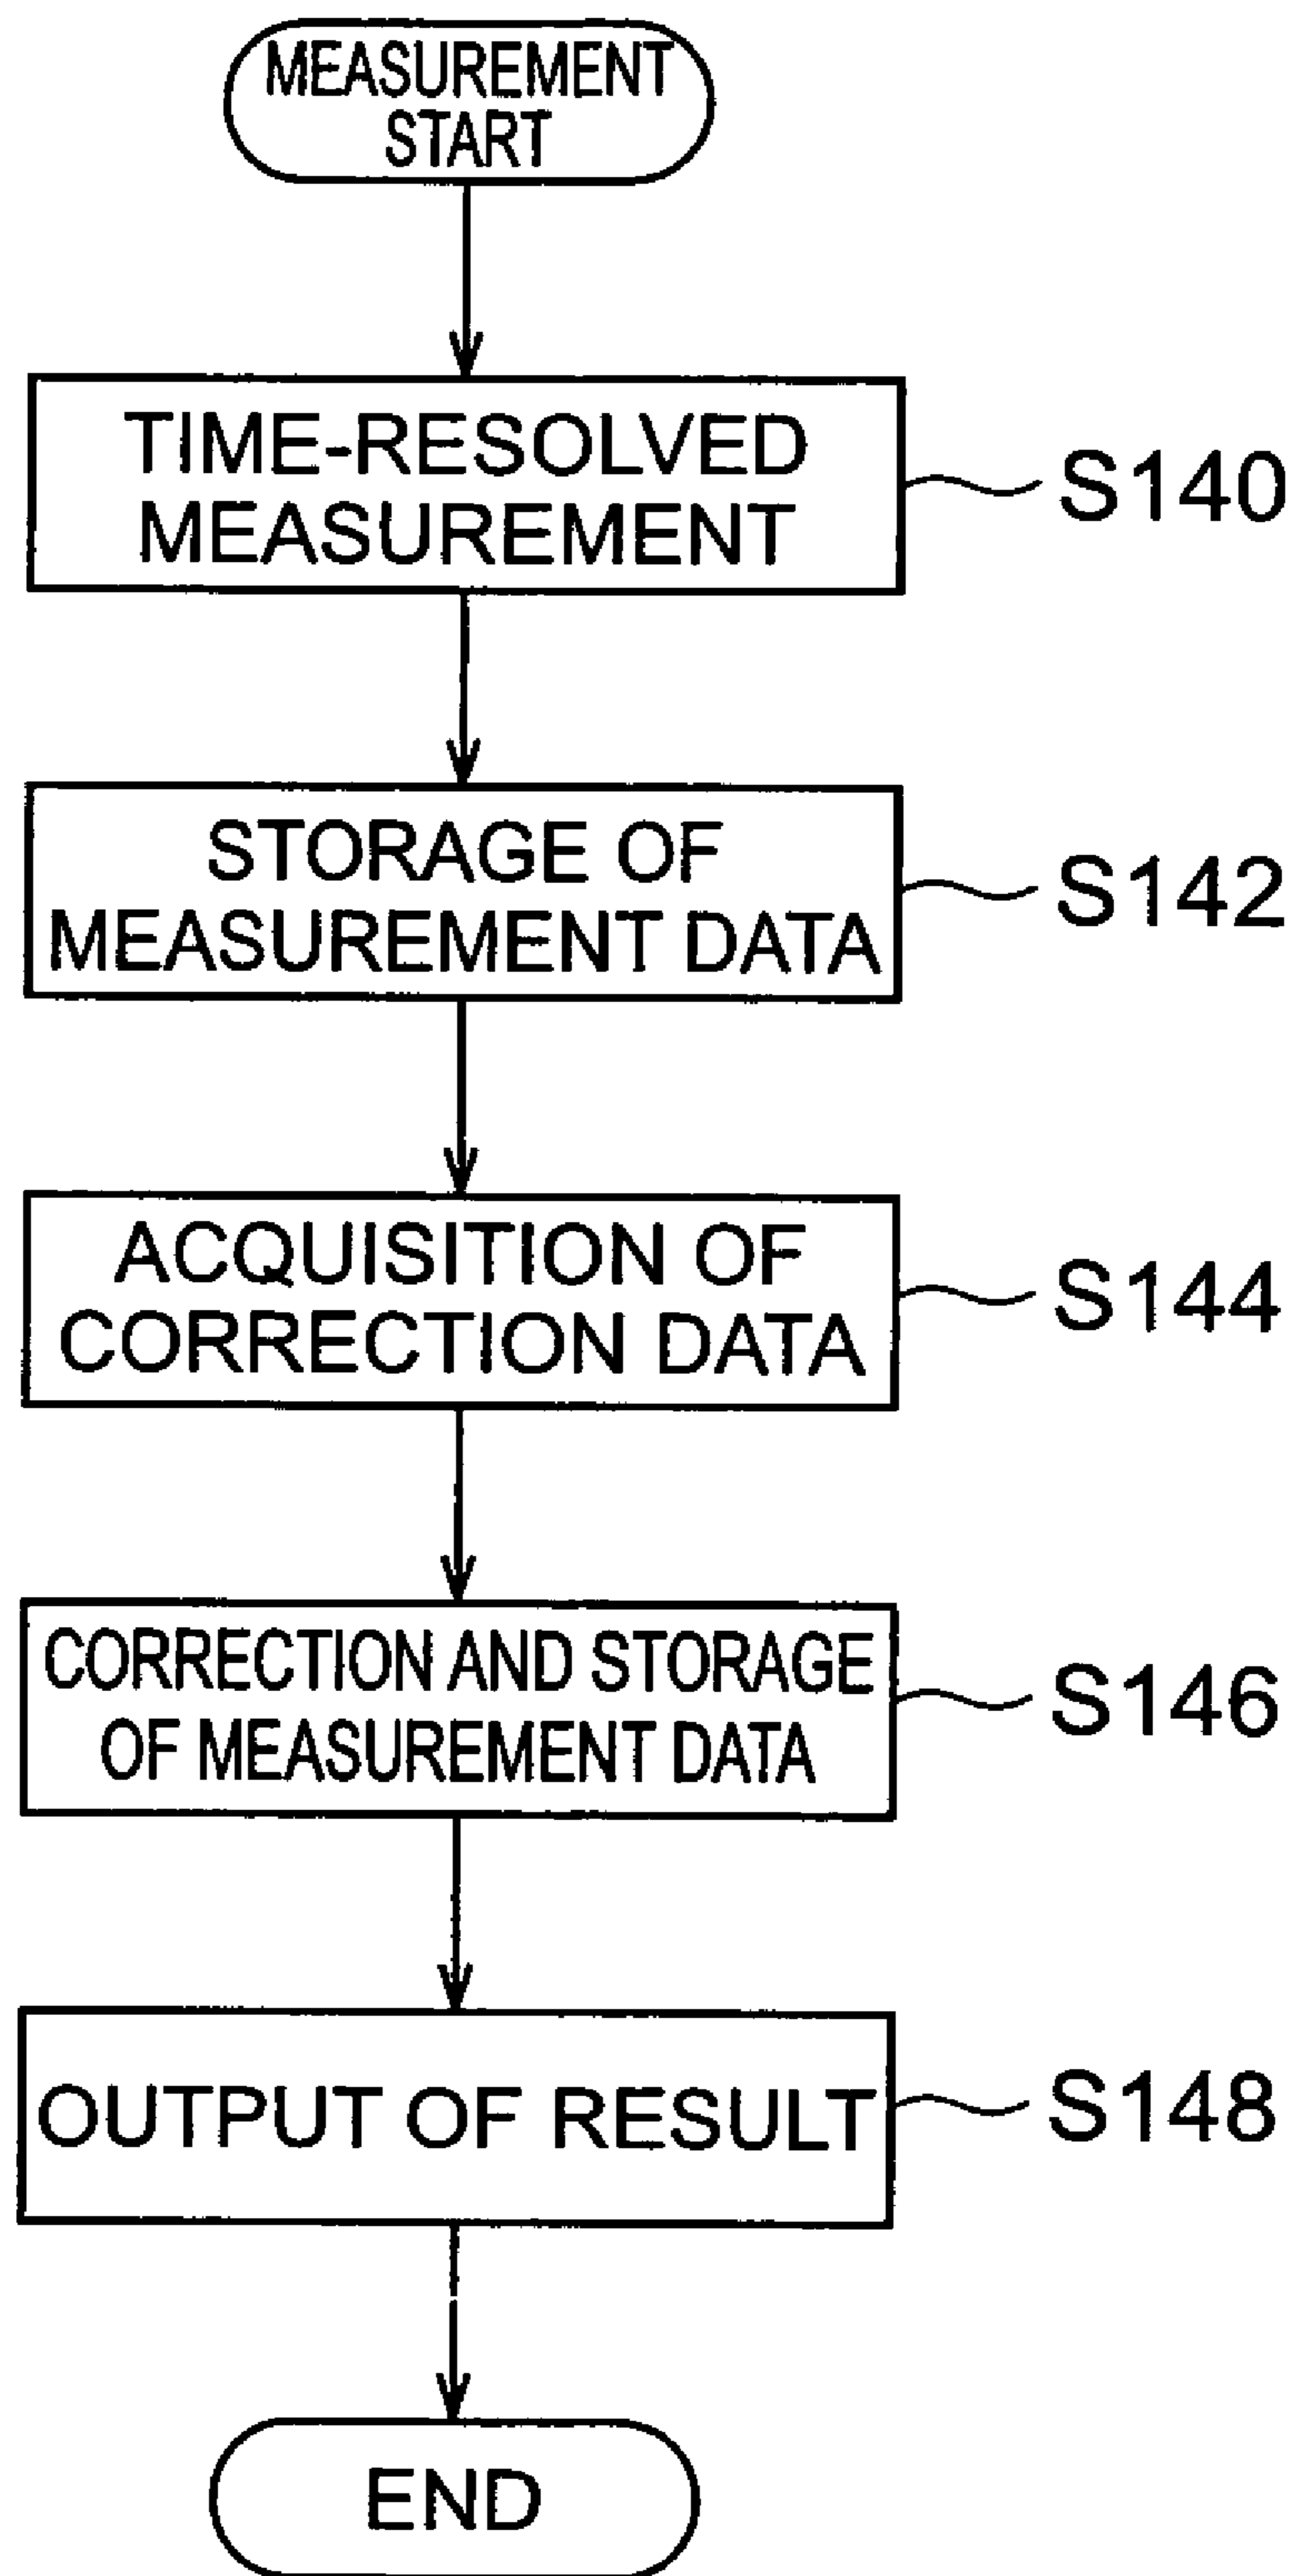 MEASUREMENT
START
TIME-RESOLVED
MEASUREMENT
S140
STORAGE OF
MEASUREMENT DATA
S142
ACQUISITION OF
CORRECTION DATA
S144
CORRECTION AND STORAGE
OF MEASUREMENT DATA
S146
OUTPUT OF RESULT
S148
END